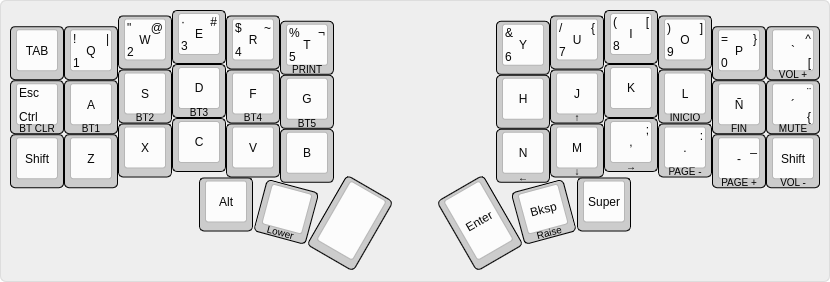 TAB
! |
Q
1
" @
W
2
· #
E
3
$ ~
R
4
% ¬
T
5
PRINT
&
Y
6
/ {
U
7
( [
I
8
) ]
O
9
= }
P
0
` ^
[
VOL +
Esc
Ctrl
BT CLR
A
BT1
S
BT2
D
BT3
F
BT4
G
BT5
H
J
↑
K
L
INICIO
Ñ
FIN
´ ¨
{
MUTE
Shift
Z
X
C
V
B
N
←
M
↓
, ;
→
. :
PAGE -
- _
PAGE +
Shift
VOL -
Alt
Lower
Enter
Bksp
Raise
Super